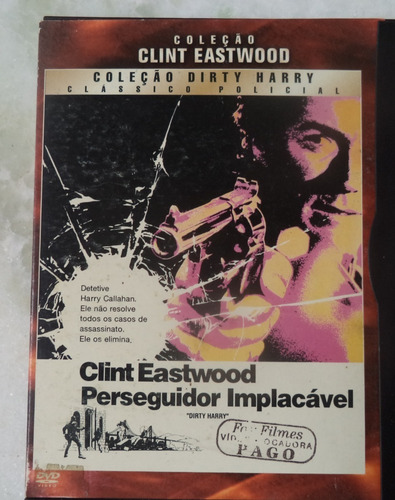 COLEÇÃO
CLINT EASTWOOD
COLEÇÃO DIRTY HARRY
CLÁSSICO POLICIAL
Detetive
Harry Callahan.
Ele não resolve
todos os casos de
assassinato.
Ele os elimina.
Clint Eastwood
Perseguidor Implacável
"DIRTY HARRY"
Filmes
PAGO
DVD
VIDEO